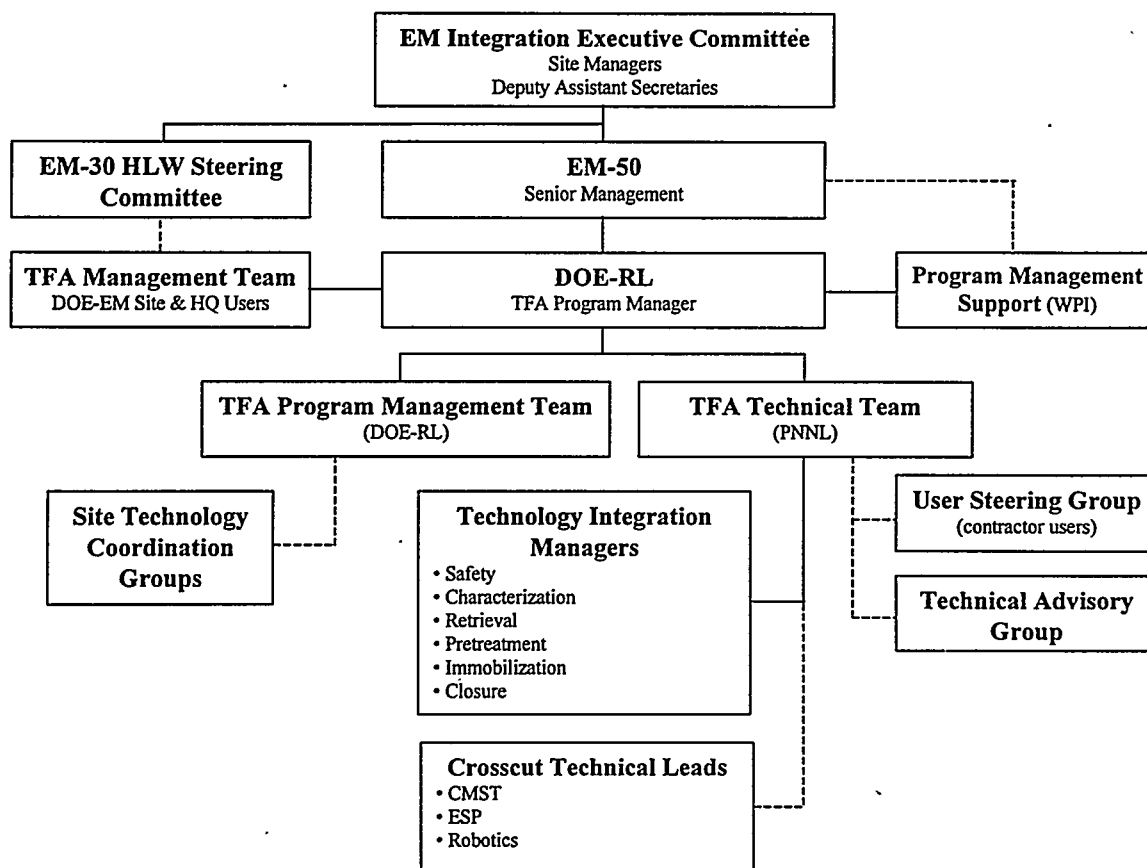 EM Integration Executive Committee
Site Managers
Deputy Assistant Secretaries
EM-30 HLW Steering
Committee
EM-50
Senior Management
TFA Management Team
DOE-EM Site & HQ Users
DOE-RL
TFA Program Manager
Program Management
Support (WPI)
TFA Program Management Team
(DOE-RL)
TFA Technical Team
(PNNL)
Site Technology
Coordination
Groups
Technology Integration
Managers
• Safety
• Characterization
• Retrieval
• Pretreatment
• Immobilization
• Closure
User Steering Group
(contractor users)
Technical Advisory
Group
Crosscut Technical Leads
• CMST
• ESP
• Robotics